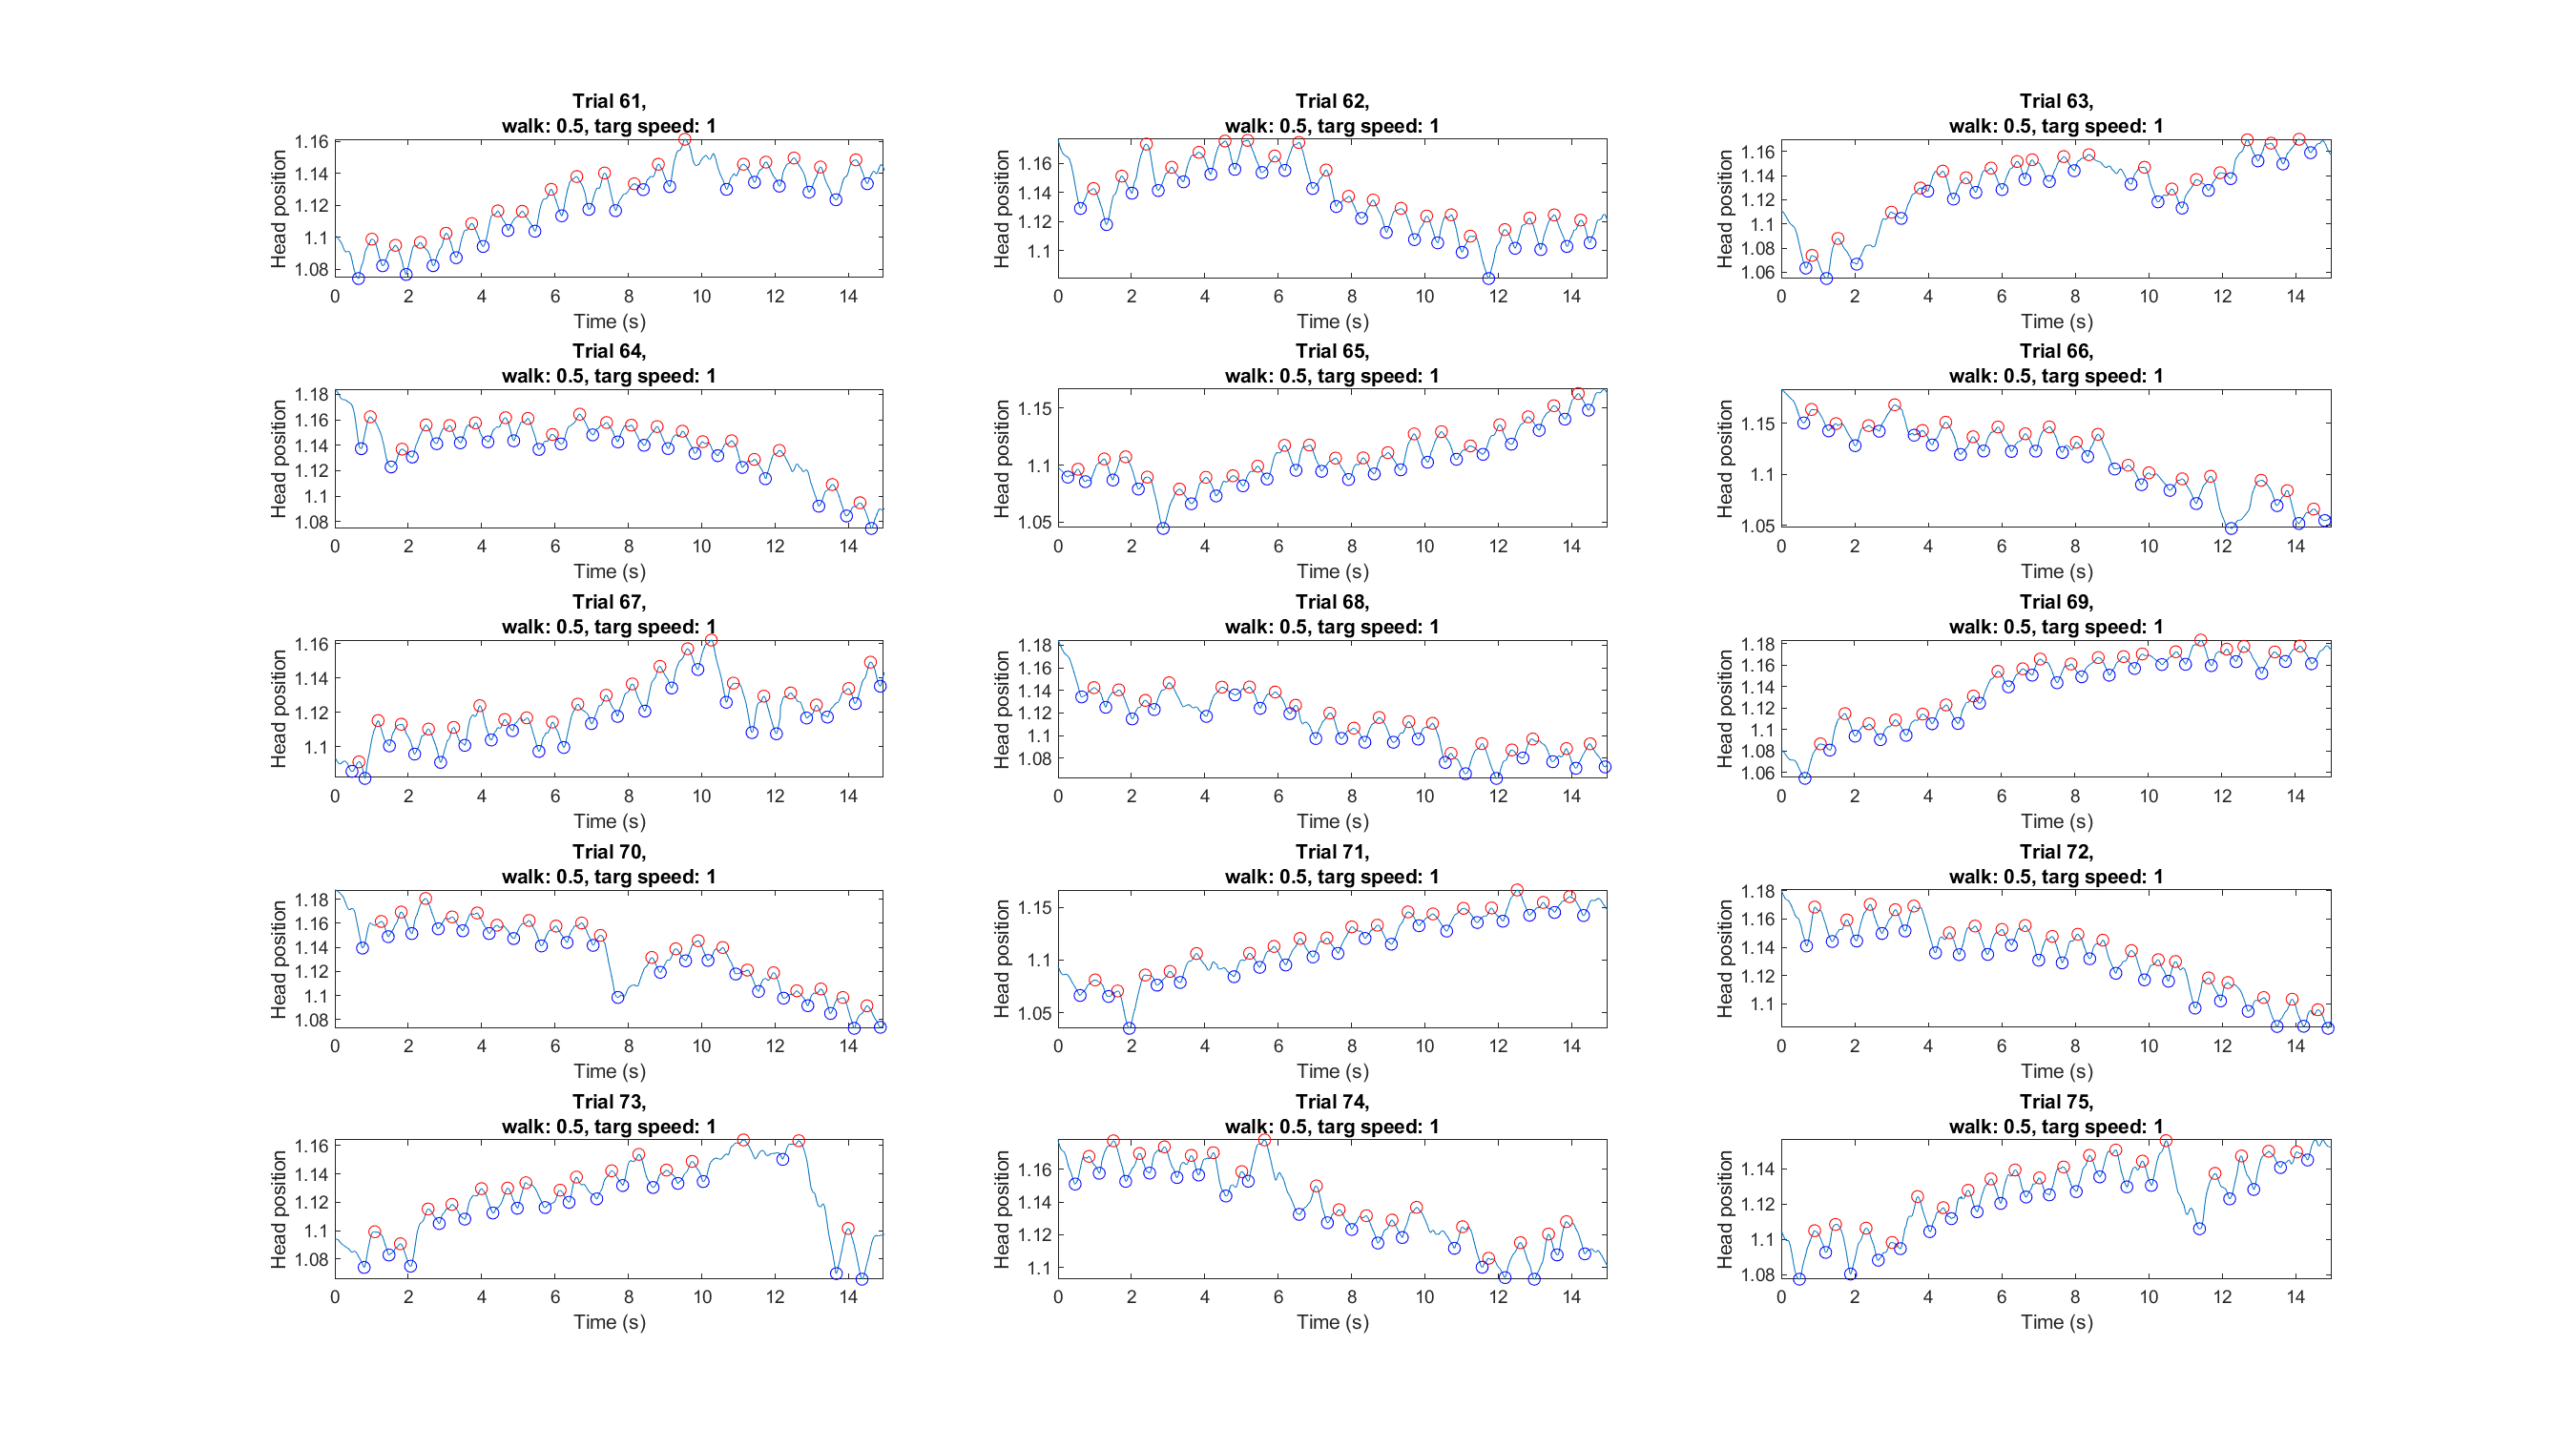 Trial 61,
walk: 0.5, targ speed: 1
Head position
1.16
1.14
1.12
1.1
1.08
0 2 4 6 8 10 12 14
Time (s)
Trial 62,
walk: 0.5, targ speed: 1
Head position
1.16
1.14
1.12
1.1
0 2 4 6 8 10 12 14
Time (s)
Trial 63,
walk: 0.5, targ speed: 1
Head position
1.16
1.14
1.12
1.1
1.08
1.06
0 2 4 6 8 10 12 14
Time (s)
Trial 64,
walk: 0.5, targ speed: 1
Head position
1.18
1.16
1.14
1.12
1.1
1.08
0 2 4 6 8 10 12 14
Time (s)
Trial 65,
walk: 0.5, targ speed: 1
Head position
1.15
1.1
1.05
0 2 4 6 8 10 12 14
Time (s)
Trial 66,
walk: 0.5, targ speed: 1
Head position
1.15
1.1
1.05
0 2 4 6 8 10 12 14
Time (s)
Trial 67,
walk: 0.5, targ speed: 1
Head position
1.16
1.14
1.12
1.1
0 2 4 6 8 10 12 14
Time (s)
Trial 68,
walk: 0.5, targ speed: 1
Head position
1.18
1.16
1.14
1.12
1.1
1.08
0 2 4 6 8 10 12 14
Time (s)
Trial 69,
walk: 0.5, targ speed: 1
Head position
1.18
1.16
1.14
1.12
1.1
1.08
1.06
0 2 4 6 8 10 12 14
Time (s)
Trial 70,
walk: 0.5, targ speed: 1
Head position
1.18
1.16
1.14
1.12
1.1
1.08
0 2 4 6 8 10 12 14
Time (s)
Trial 71,
walk: 0.5, targ speed: 1
Head position
1.15
1.1
1.05
0 2 4 6 8 10 12 14
Time (s)
Trial 72,
walk: 0.5, targ speed: 1
Head position
1.18
1.16
1.14
1.12
1.1
0 2 4 6 8 10 12 14
Time (s)
Trial 73,
walk: 0.5, targ speed: 1
Head position
1.16
1.14
1.12
1.1
1.08
0 2 4 6 8 10 12 14
Time (s)
Trial 74,
walk: 0.5, targ speed: 1
Head position
1.16
1.14
1.12
1.1
0 2 4 6 8 10 12 14
Time (s)
Trial 75,
walk: 0.5, targ speed: 1
Head position
1.14
1.12
1.1
1.08
0 2 4 6 8 10 12 14
Time (s)